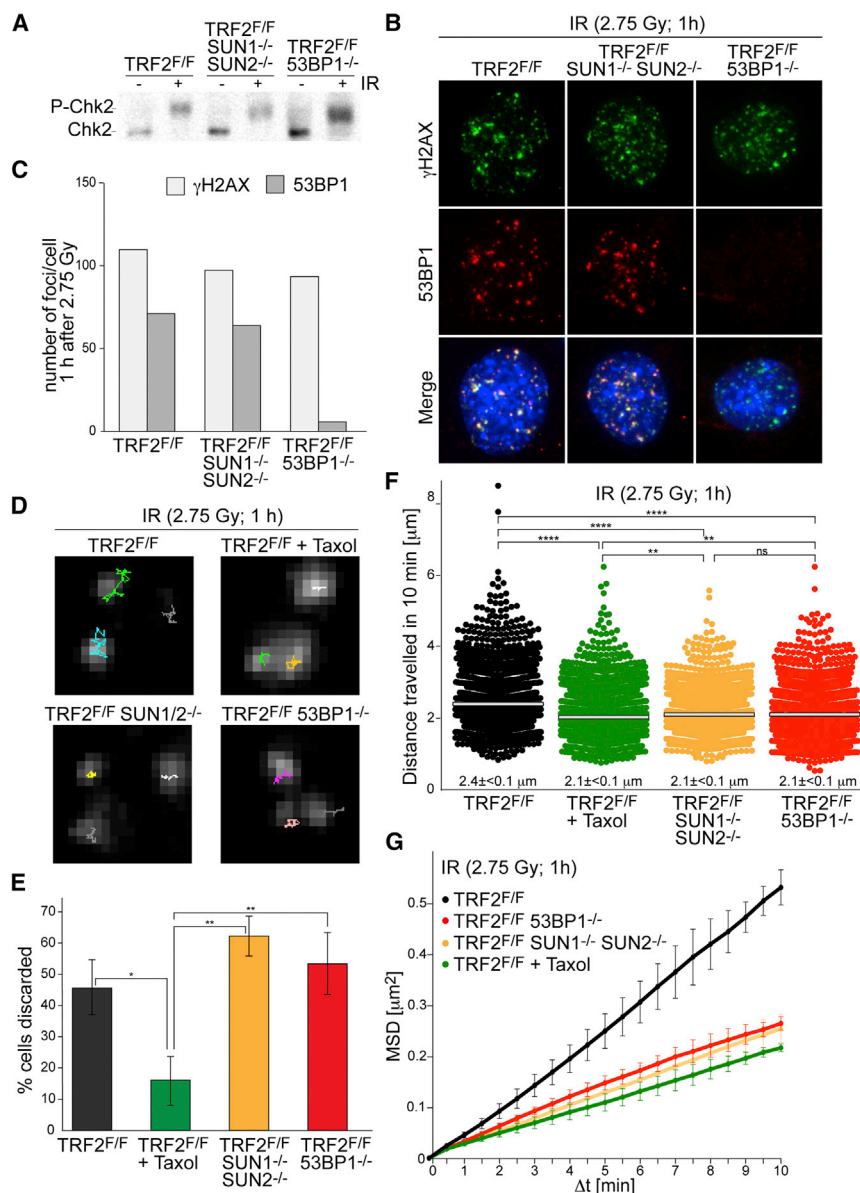 A
TRF2F/F
TRF2F/F
SUN1-/-
SUN2-/-
TRF2F/F
53BP1-/-
- + - + - + IR
P-Chk2
Chk2
B
IR (2.75 Gy; 1h)
TRF2F/F
TRF2F/F
SUN1-/- SUN2-/-
TRF2F/F
53BP1-/-
γH2AX
53BP1
Merge
C
γH2AX 53BP1
number of foci/cell
1 h after 2.75 Gy
150
100
50
0
TRF2F/F
TRF2F/F
SUN1-/-
SUN2-/-
TRF2F/F
53BP1-/-
D
IR (2.75 Gy; 1 h)
TRF2F/F
TRF2F/F + Taxol
TRF2F/F SUN1/2-/-
TRF2F/F 53BP1-/-
E
% cells discarded
70
60
50
40
30
20
10
0
*
**
**
TRF2F/F
TRF2F/F
+ Taxol
TRF2F/F
SUN1-/-
SUN2-/-
TRF2F/F
53BP1-/-
F
IR (2.75 Gy; 1h)
Distance travelled in 10 min [μm]
8
6
4
2
0
****
****
**** **
** ns
2.4±<0.1 μm 2.1±<0.1 μm 2.1±<0.1 μm 2.1±<0.1 μm
TRF2F/F
TRF2F/F
+ Taxol
TRF2F/F
SUN1-/-
SUN2-/-
TRF2F/F
53BP1-/-
G
IR (2.75 Gy; 1h)
TRF2F/F
TRF2F/F 53BP1-/-
TRF2F/F SUN1-/- SUN2-/-
TRF2F/F + Taxol
MSD [μm2]
0.5
0.4
0.3
0.2
0.1
0
0 1 2 3 4 5 6 7 8 9 10
Δt [min]